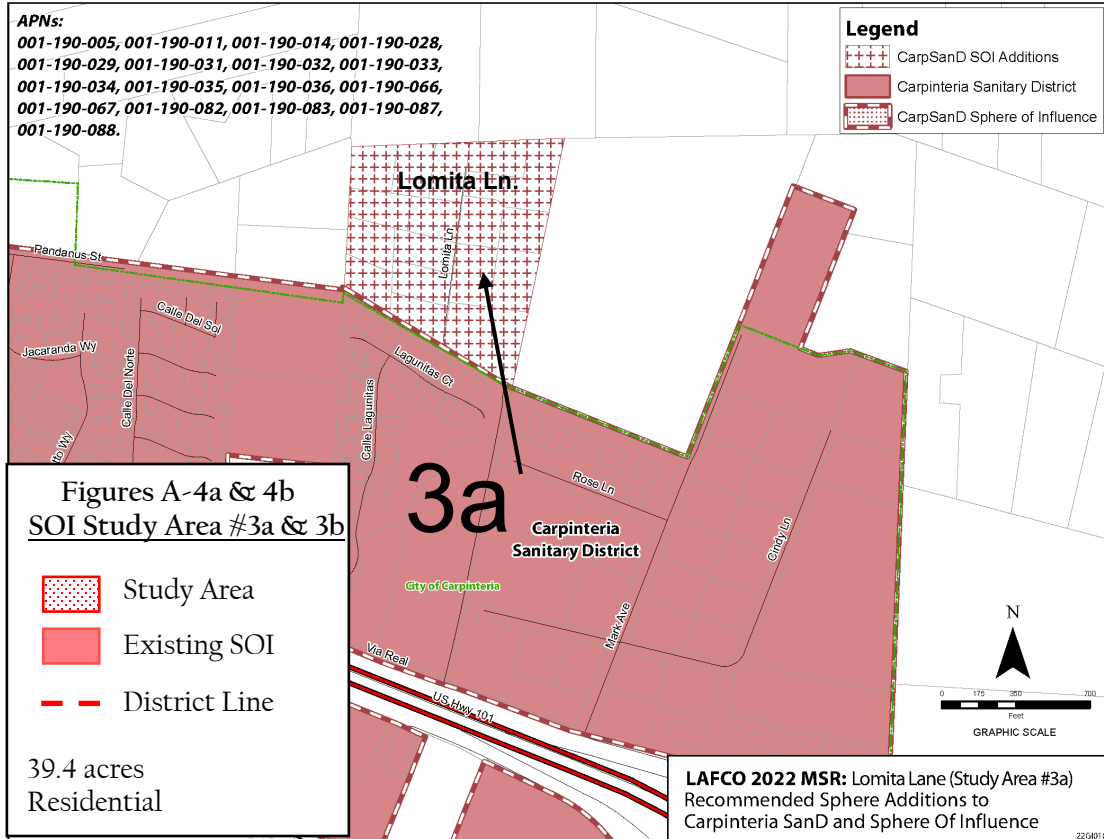 APNs:
001-190-005, 001-190-011, 001-190-014, 001-190-028,
001-190-029, 001-190-031, 001-190-032, 001-190-033,
001-190-034, 001-190-035, 001-190-036, 001-190-066,
001-190-067, 001-190-082, 001-190-083, 001-190-087,
001-190-088.
Legend
CarpSanD SOI Additions
Carpinteria Sanitary District
CarpSanD Sphere of Influence
Lomita Ln.
Lomita Ln
Pandanus St
Calle Del Sol
Jacaranda Wy
Calle Del Norte
Lagunitas Ct
Calle Lagunitas
tto Wy
3a
Rose Ln
Carpinteria
Sanitary District
Cindy Ln
City of Carpinteria
Mark Ave
Via Real
US Hwy 101
Figures A-4a & 4b
SOI Study Area #3a & 3b
Study Area
Existing SOI
District Line
39.4 acres
Residential
N
0 175 350 700
Feet
GRAPHIC SCALE
LAFCO 2022 MSR: Lomita Lane (Study Area #3a)
Recommended Sphere Additions to
Carpinteria SanD and Sphere Of Influence